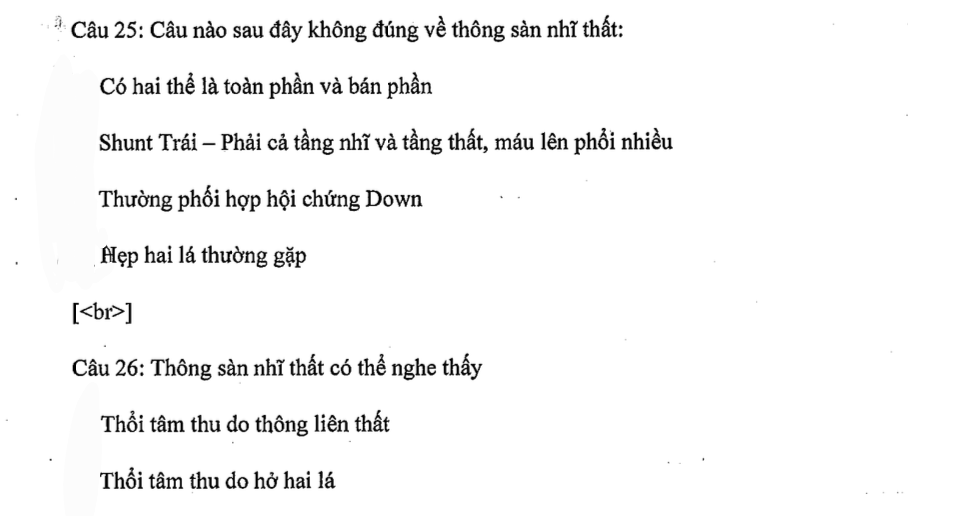 Câu 25: Câu nào sau đây không đúng về thông sàn nhĩ thất:
Có hai thể là toàn phần và bán phần
Shunt Trái – Phải cả tầng nhĩ và tầng thất, máu lên phổi nhiều
Thường phối hợp hội chứng Down
Hẹp hai lá thường gặp
[<br>]
Câu 26: Thông sàn nhĩ thất có thể nghe thấy
Thổi tâm thu do thông liên thất
Thổi tâm thu do hở hai lá